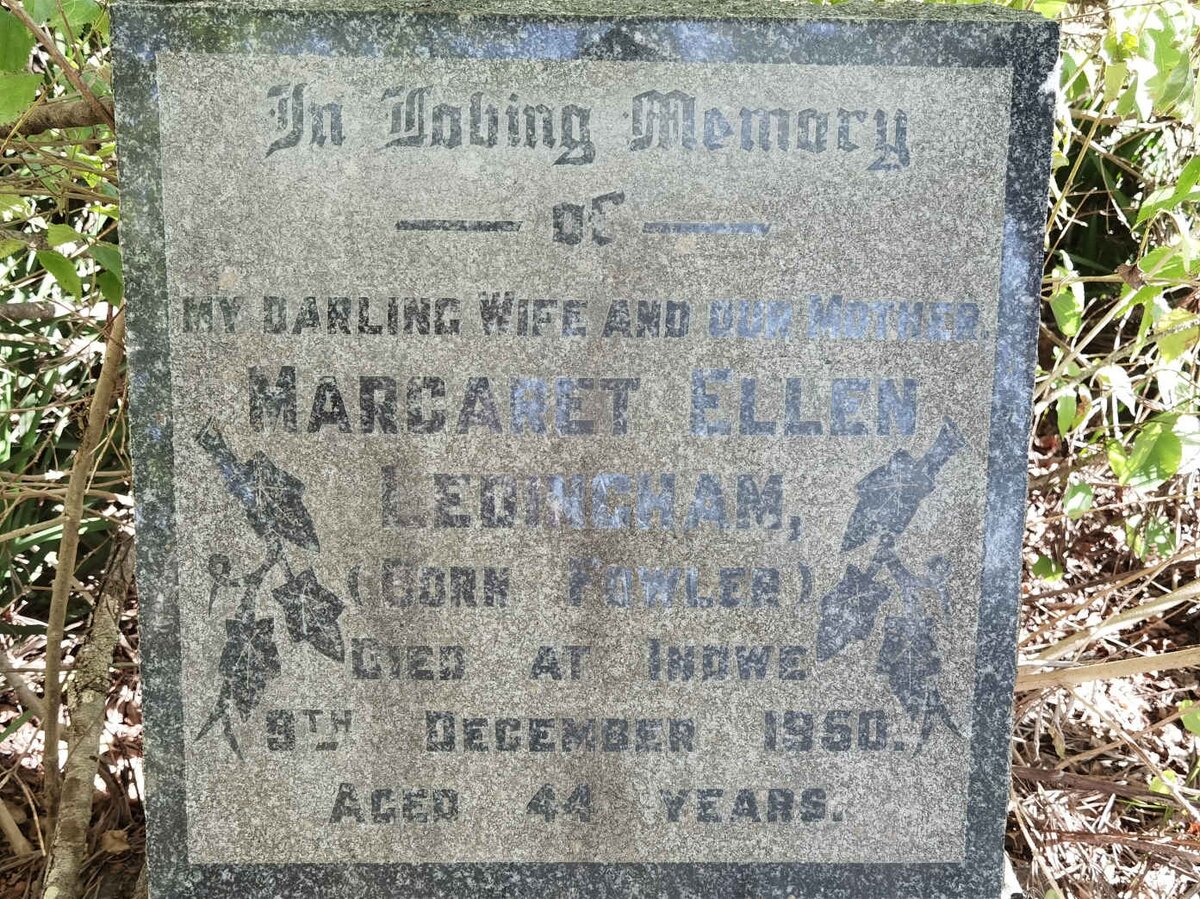 In Loving Memory
OF
MY DARLING WIFE AND OUR MOTHER.
MARGARET ELLEN
LEDINGHAM,
(BORN FOWLER)
DIED AT INDWE
9TH DECEMBER 1950.
AGED 44 YEARS.